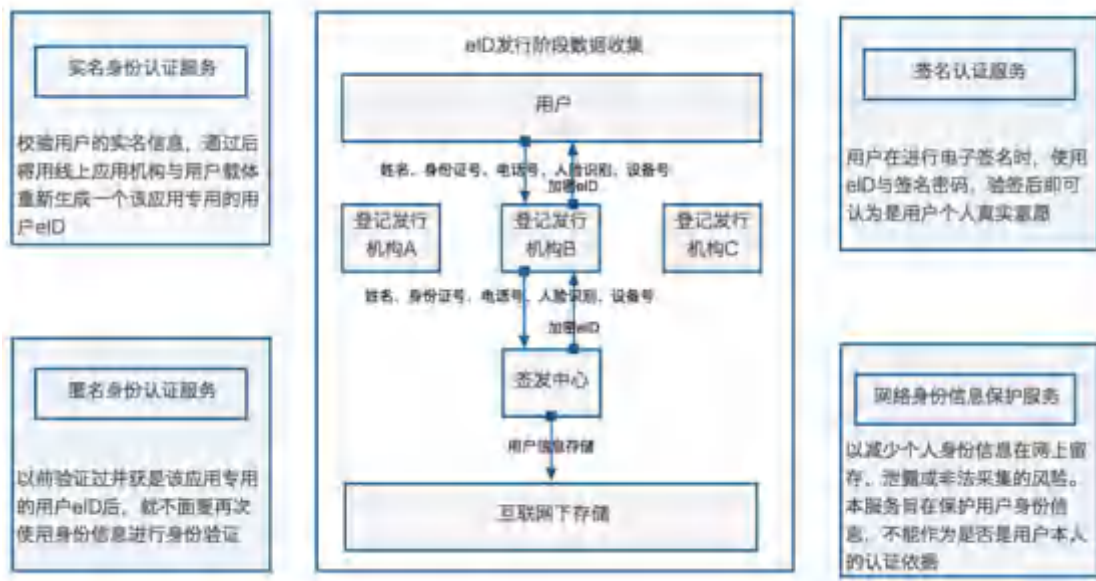 实名身份认证服务
校验用户的实名信息，通过后
将用线上应用机构与用户载体
重新生成一个该应用专用的用
户eID
匿名身份认证服务
以前验证过并获是该应用专用
的用户eID后，就不面要再次
使用身份信息进行身份验证
eID发行阶段数据收集
用户
姓名、身份证号、电话号、人脸识别、设备号
加密eID
登记发行
机构A
登记发行
机构B
登记发行
机构C
姓名、身份证号、电话号、人脸识别、设备号
加密eID
签发中心
用户信息存储
互联网下存储
签名认证服务
用户在进行电子签名时，使用
eID与签名密码，验签后即可
认为是用户个人真实意愿
网络身份信息保护服务
以减少个人身份信息在网上留
存、泄露或非法采集的风险。
本服务旨在保护用户身份信
息，不能作为是否是用户本人
的认证依据